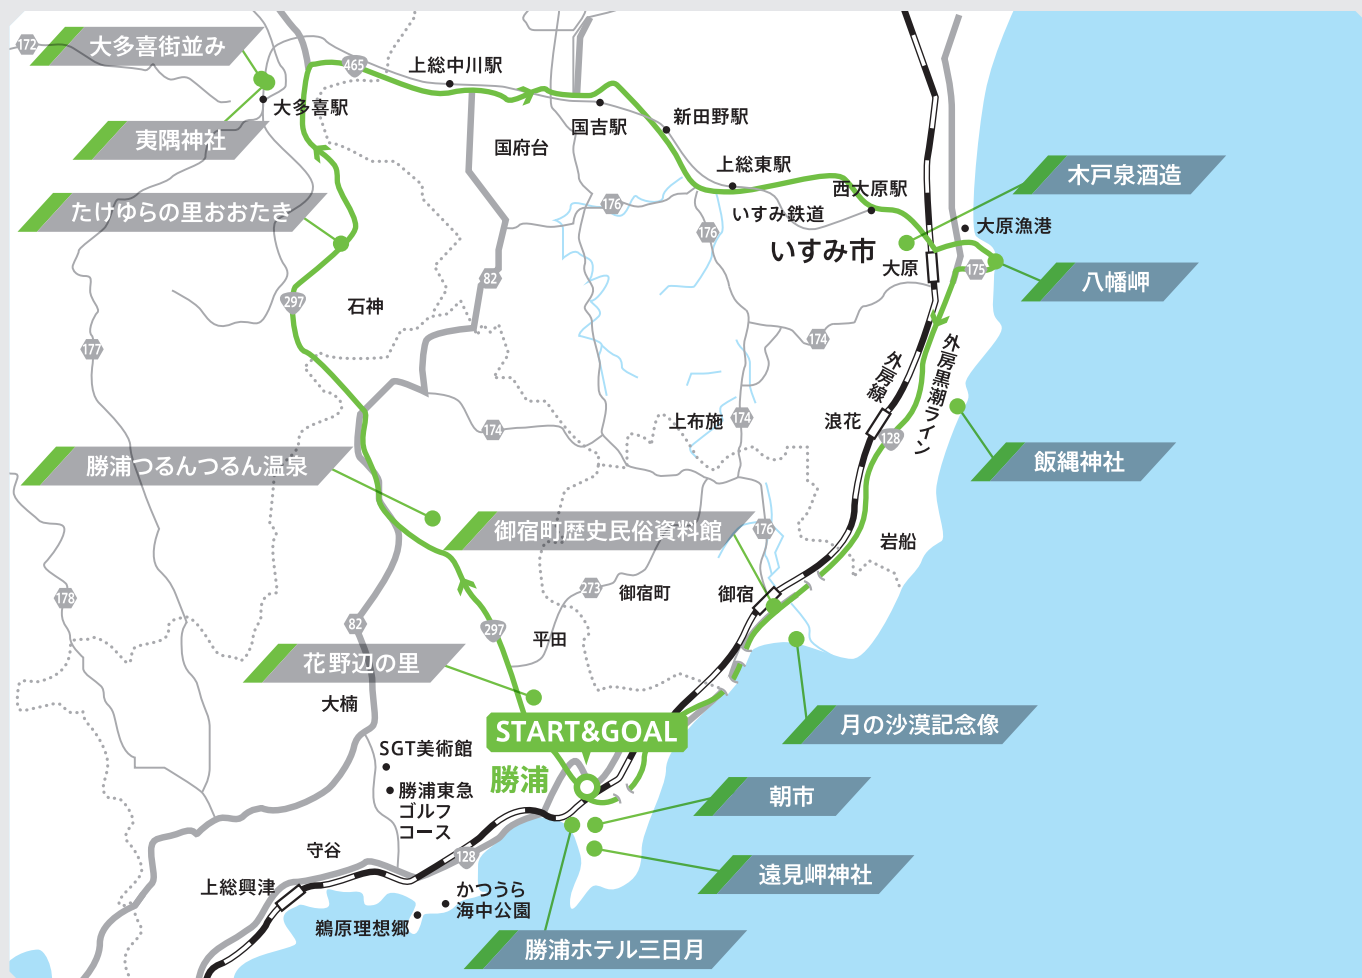 172
大多喜街並み
465
上総中川駅
大多喜駅
夷隅神社
国吉駅
新田野駅
国府台
上総東駅
木戸泉酒造
西大原駅
176
いすみ鉄道
たけゆらの里おおたき
176
大原漁港
いすみ市
大原
175
八幡岬
82
297
石神
177
174
外房線
外房黒潮ライン
174
174
上布施
浪花
128
飯縄神社
勝浦つるんつるん温泉
御宿町歴史民俗資料館
176
岩船
178
273
御宿町
御宿
82
297
平田
花野辺の里
大楠
START&GOAL
月の沙漠記念像
SGT美術館
勝浦
勝浦東急
ゴルフ
コース
朝市
守谷
128
遠見岬神社
上総興津
かつうら
海中公園
鵜原理想郷
勝浦ホテル三日月